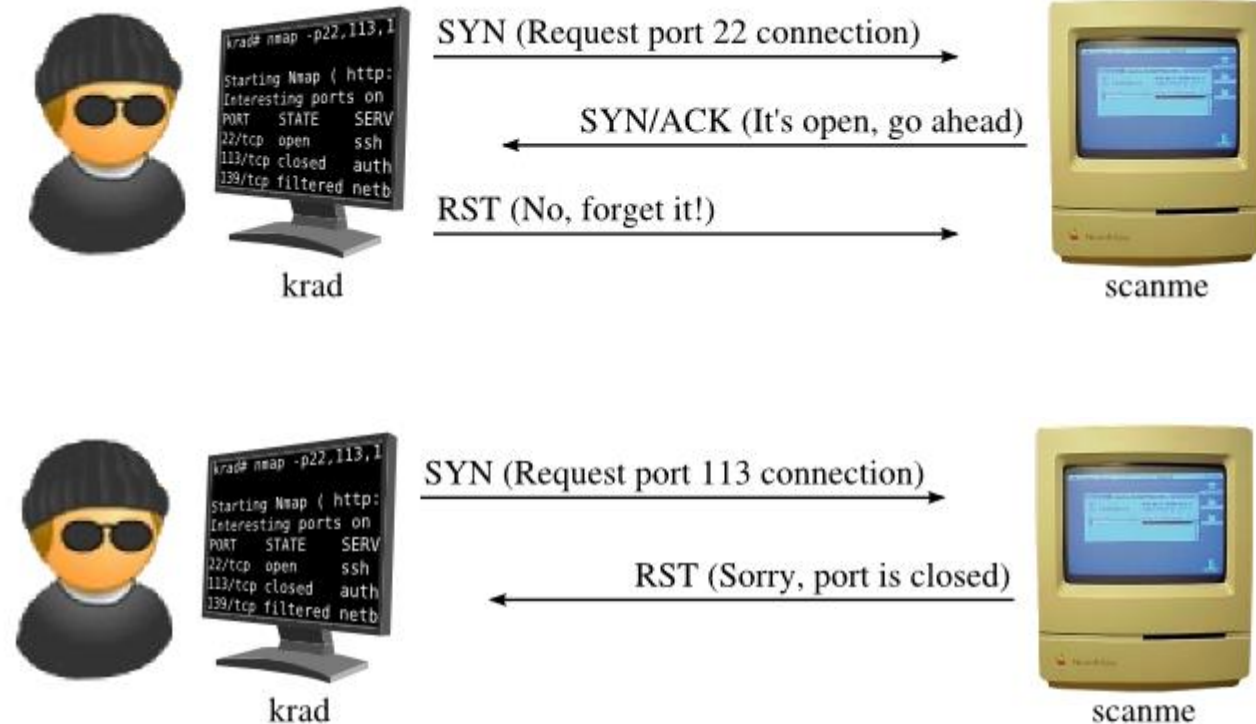 SYN (Request port 22 connection)
krad# nmap -p22,113,1
Starting Nmap ( http:
Interesting ports on
PORT STATE SERV
22/tcp open ssh
113/tcp closed auth
139/tcp filtered netb
SYN/ACK (It's open, go ahead)
RST (No, forget it!)
krad
scanme
SYN (Request port 113 connection)
krad# nmap -p22,113,1
Starting Nmap ( http:
Interesting ports on
PORT STATE SERV
22/tcp open ssh
113/tcp closed auth
139/tcp filtered netb
RST (Sorry, port is closed)
krad
scanme